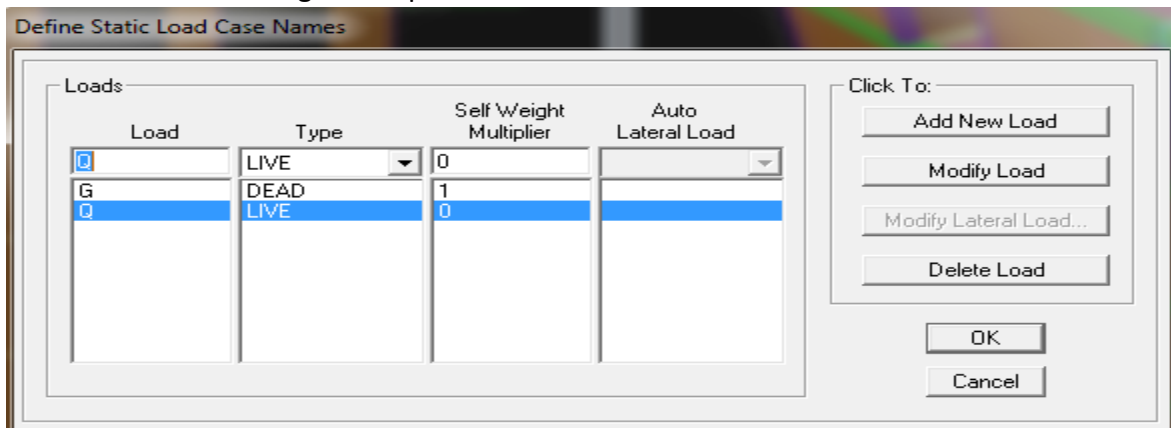 Define Static Load Case Names
Loads
Load Type Self Weight Multiplier Auto Lateral Load
Q LIVE 0
G DEAD 1
Q LIVE 0
Click To:
Add New Load
Modify Load
Modify Lateral Load...
Delete Load
OK
Cancel